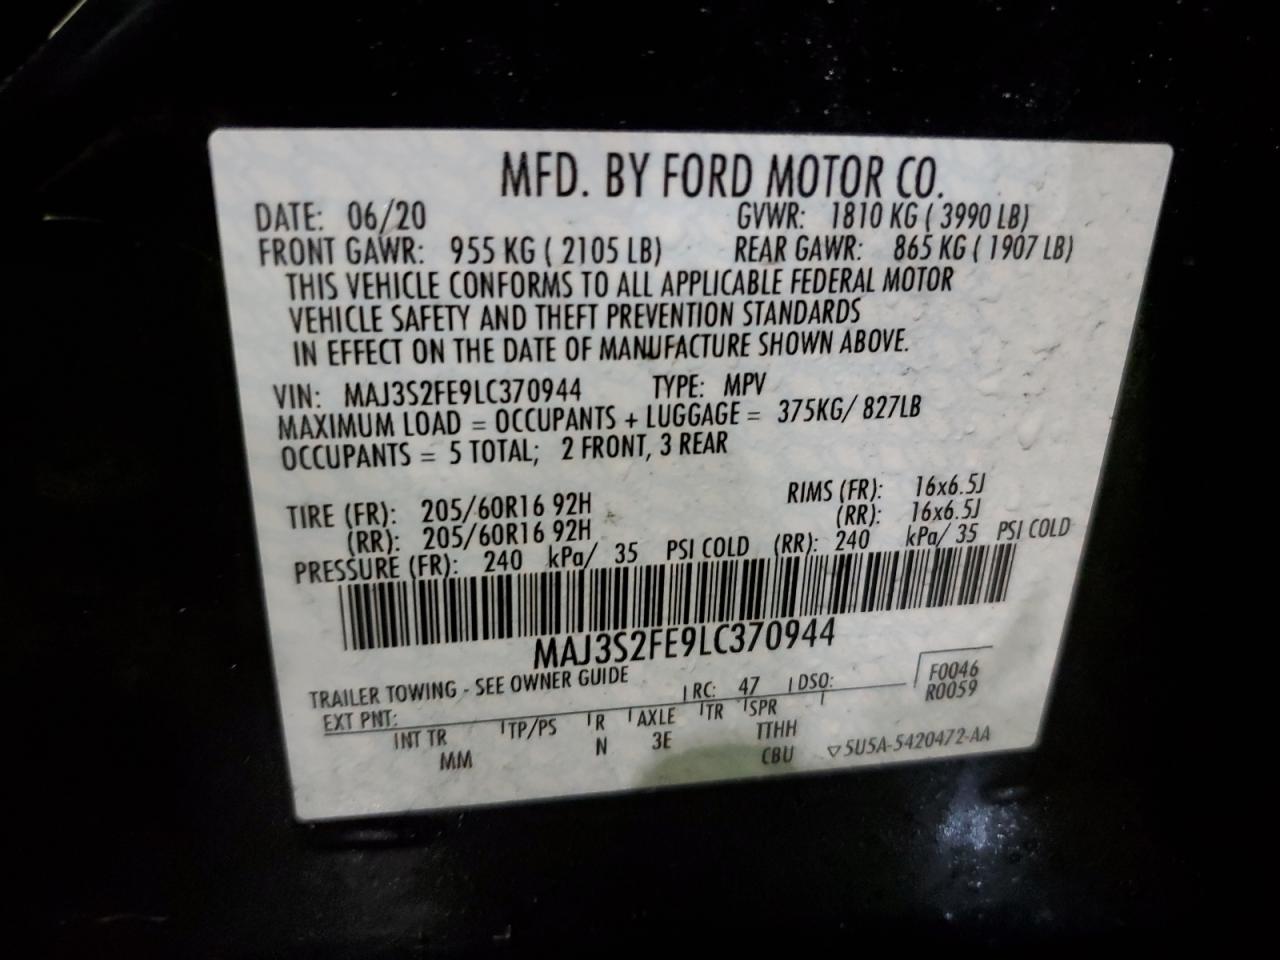 MFD. BY FORD MOTOR CO.
DATE: 06/20 GVWR: 1810 KG ( 3990 LB)
FRONT GAWR: 955 KG ( 2105 LB) REAR GAWR: 865 KG ( 1907 LB)
THIS VEHICLE CONFORMS TO ALL APPLICABLE FEDERAL MOTOR
VEHICLE SAFETY AND THEFT PREVENTION STANDARDS
IN EFFECT ON THE DATE OF MANUFACTURE SHOWN ABOVE.
VIN: MAJ3S2FE9LC370944 TYPE: MPV
MAXIMUM LOAD = OCCUPANTS + LUGGAGE = 375KG/ 827LB
OCCUPANTS = 5 TOTAL; 2 FRONT, 3 REAR
TIRE (FR): 205/60R16 92H RIMS (FR): 16x6.5J
(RR): 205/60R16 92H (RR): 16x6.5J
PRESSURE (FR): 240 kPa/ 35 PSI COLD (RR): 240 kPa/ 35 PSI COLD
MAJ3S2FE9LC370944
TRAILER TOWING - SEE OWNER GUIDE
F0046
EXT PNT: RC: 47 DSO: R0059
INT TR TP/PS R AXLE TR SPR
MM N 3E TTHH
CBU 5U5A-5420472-AA